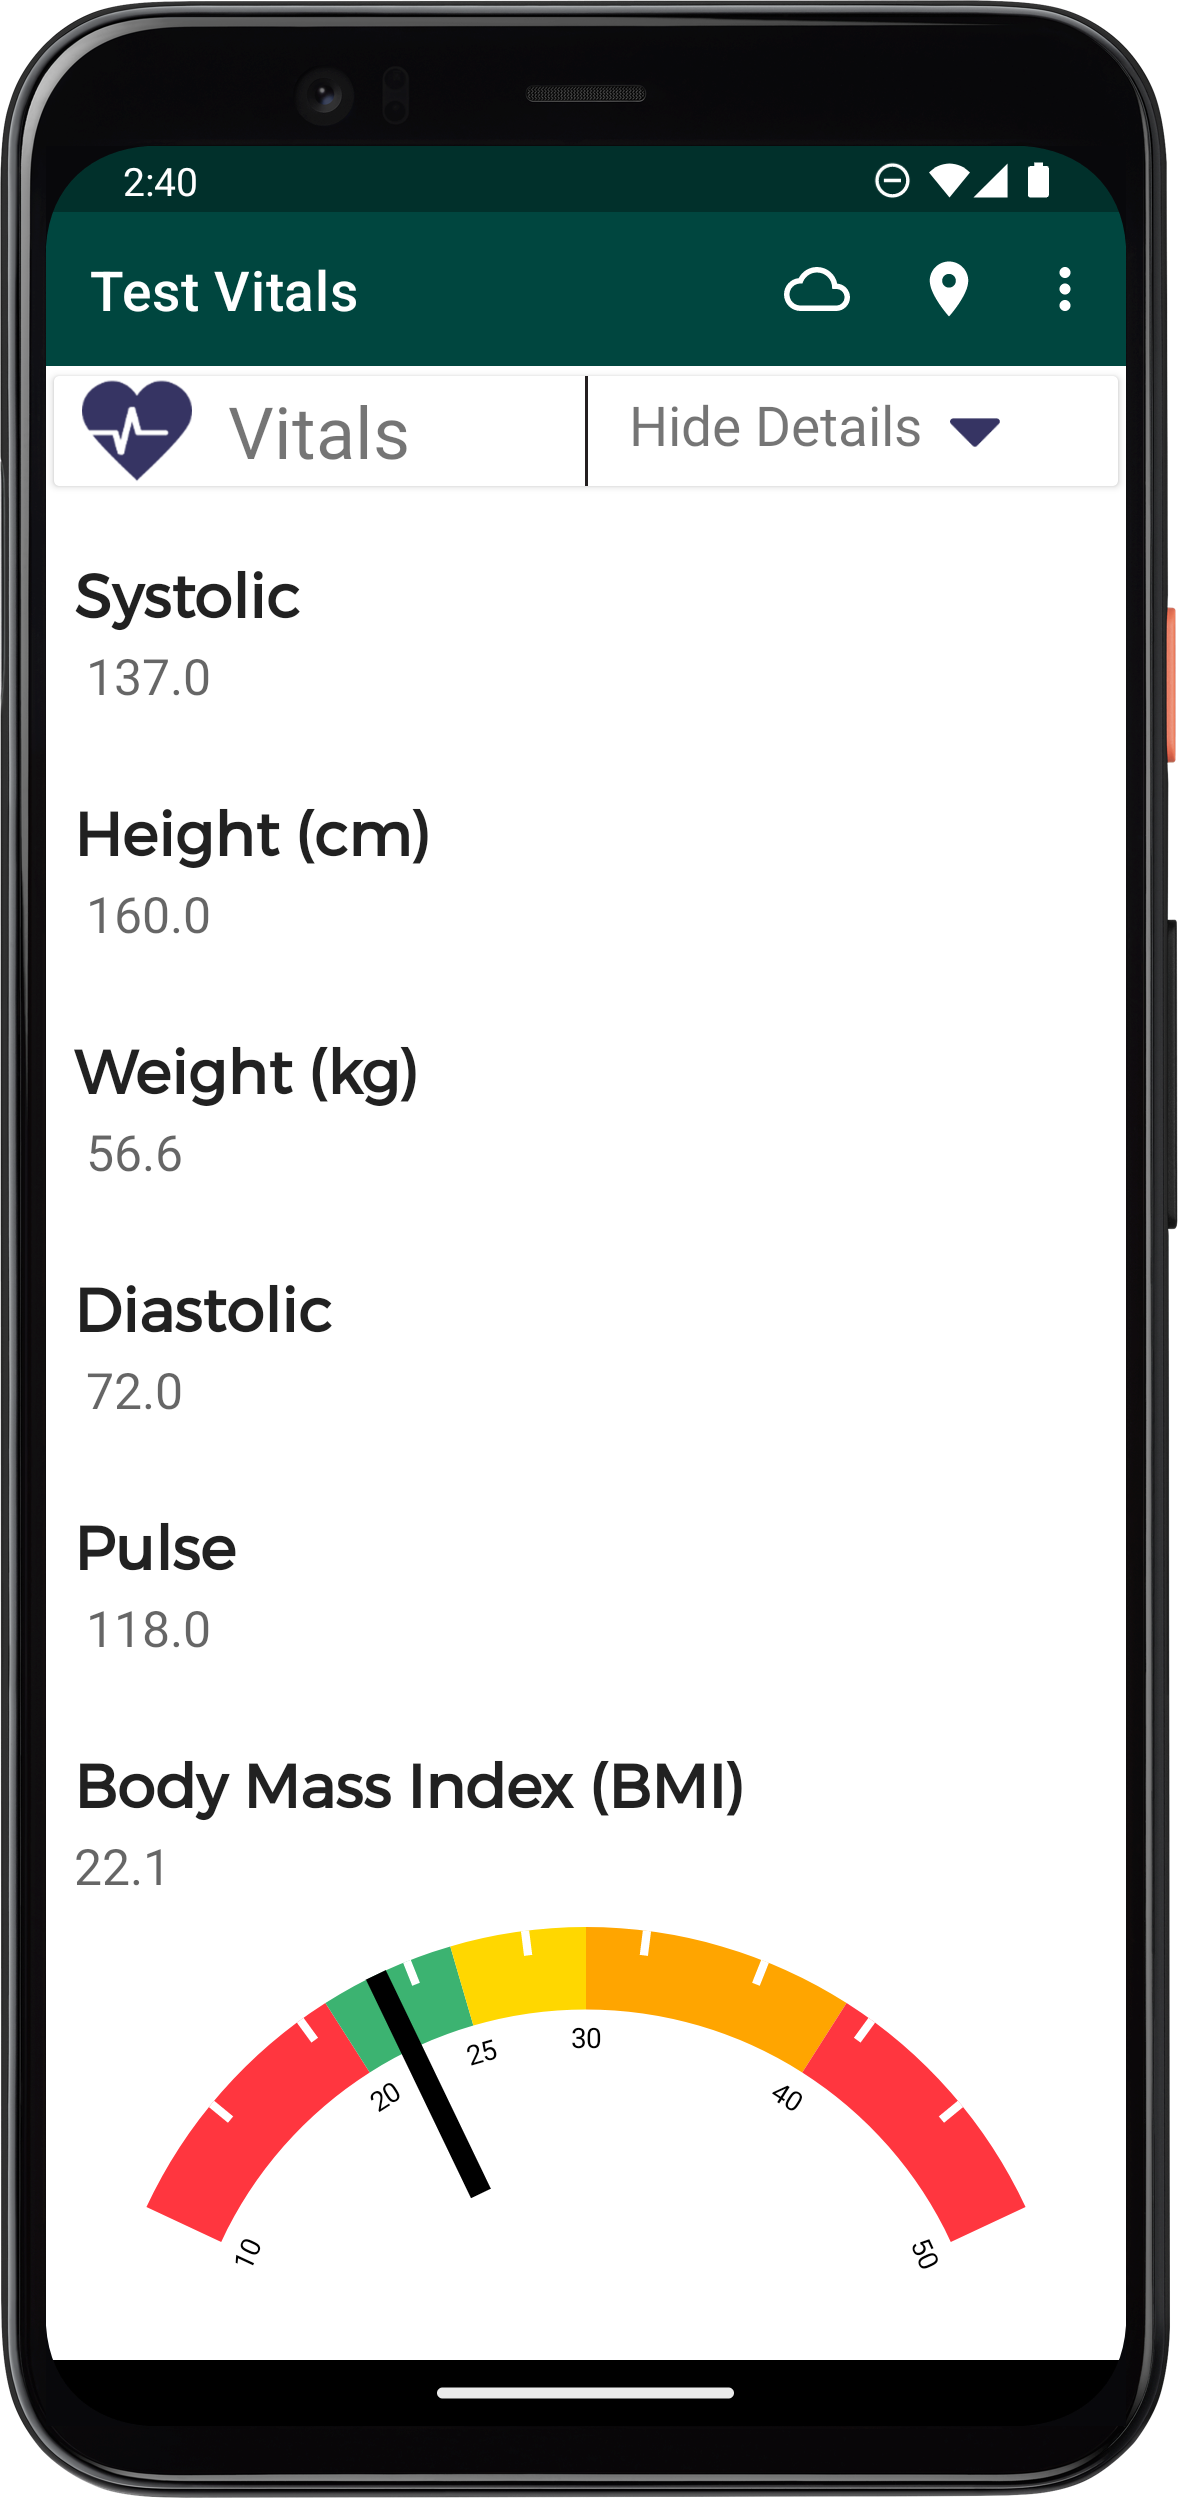 2:40
Test Vitals
Vitals
Hide Details
Systolic
137.0
Height (cm)
160.0
Weight (kg)
56.6
Diastolic
72.0
Pulse
118.0
Body Mass Index (BMI)
22.1
10
20
25
30
40
50